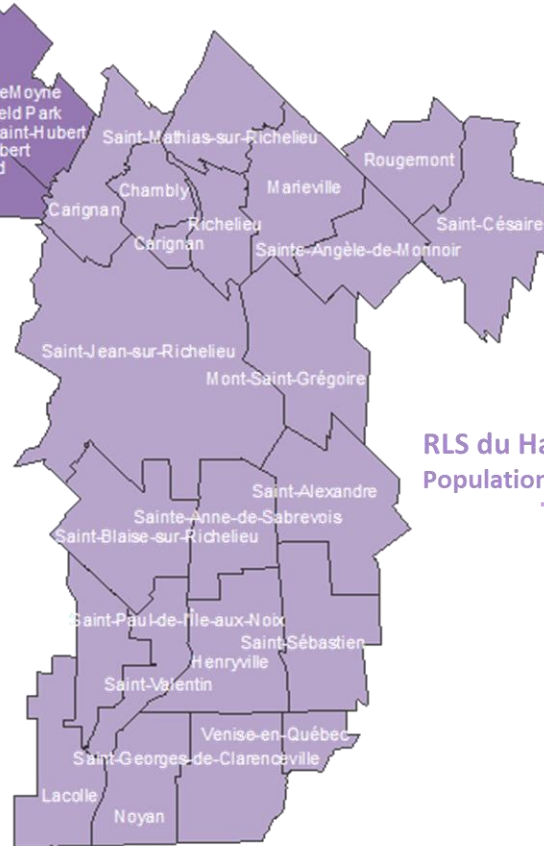 eMoyne
eld Park
aint-Hubert
bert
d
Saint-Mathias-sur-Richelieu
Rougemont
Chambly
Marieville
Carignan
Richelieu
Saint-Césaire
Carignan
Sainte-Angèle-de-Monnoir
Saint-Jean-sur-Richelieu
Mont-Saint-Grégoire
RLS du Ha
Population
Saint-Alexandre
Sainte-Anne-de-Sabrevois
Saint-Blaise-sur-Richelieu
Saint-Paul-de-l'Île-aux-Noix
Saint-Sébastien
Henryville
Saint-Valentin
Venise-en-Québec
Saint-Georges-de-Clarenceville
Lacolle
Noyan